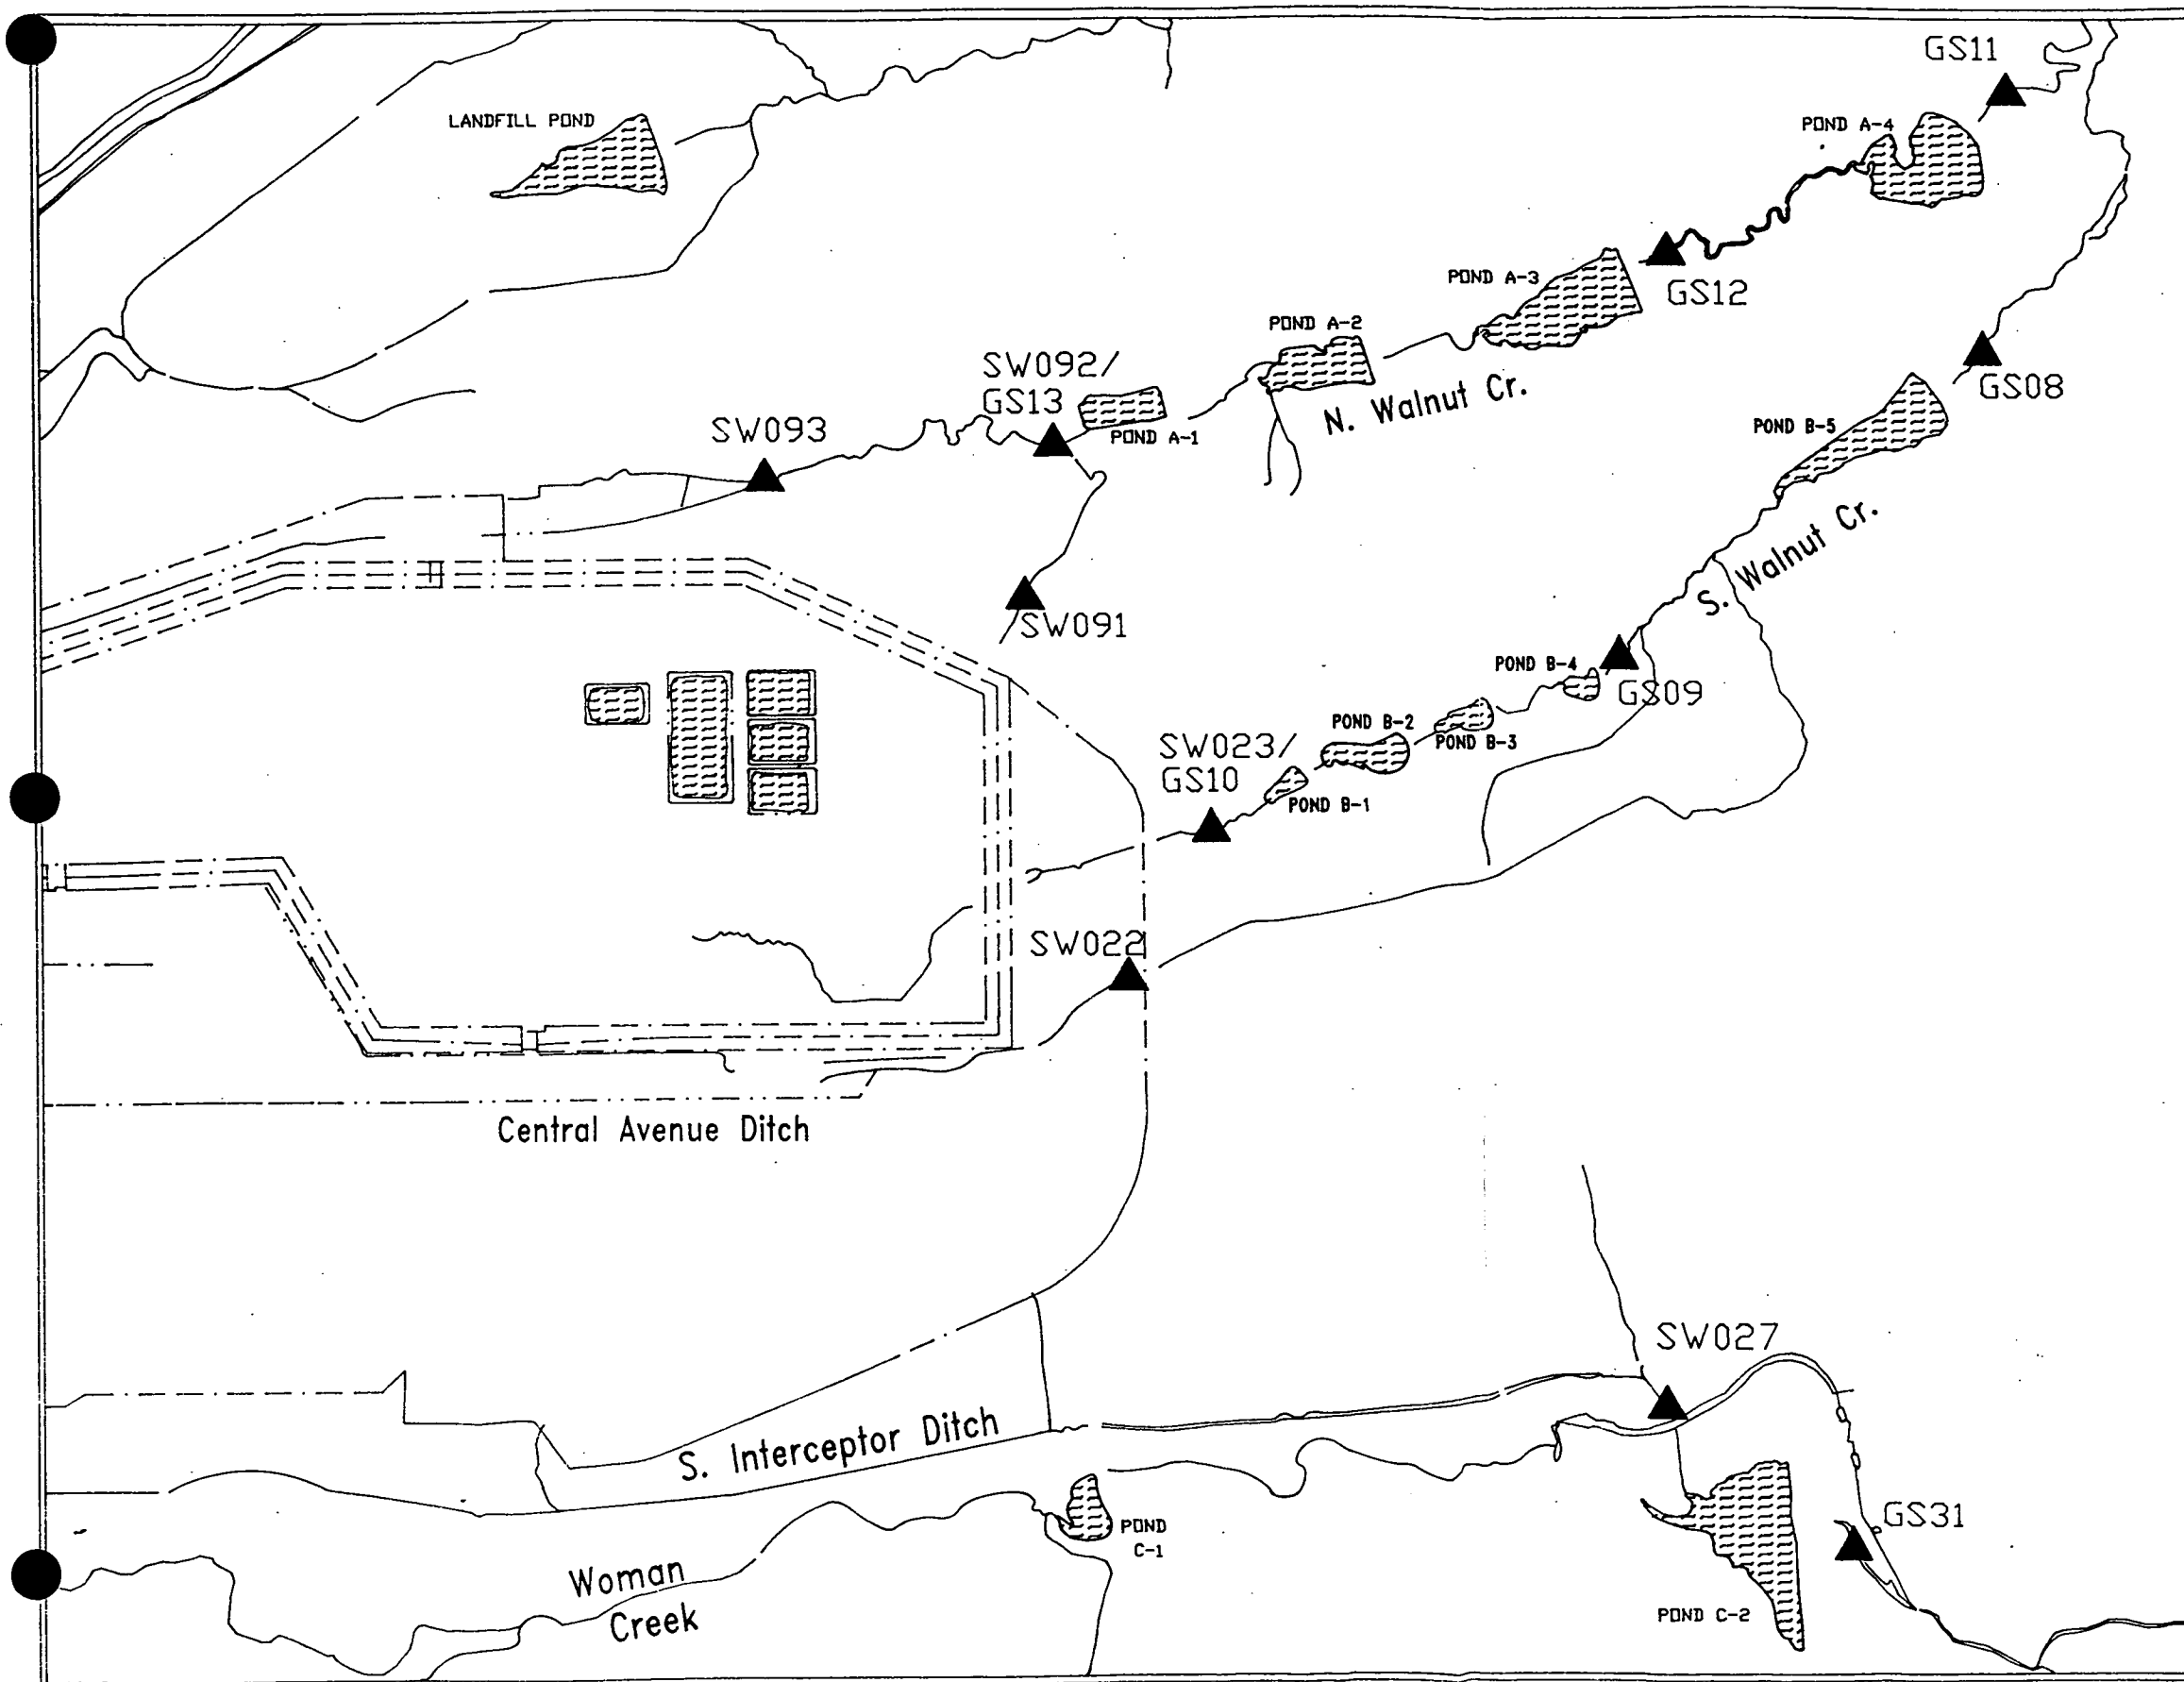 GS11
LANDFILL POND
POND A-4
POND A-3
GS12
POND A-2
SW092/
GS13
GS08
N. Walnut Cr.
SW093
POND A-1
POND B-5
S. Walnut Cr.
SW091
POND B-4
GS09
POND B-2
SW023/
GS10
POND B-3
POND B-1
SW022
Central Avenue Ditch
SW027
S. Interceptor Ditch
GS31
POND
C-1
Woman
Creek
POND C-2